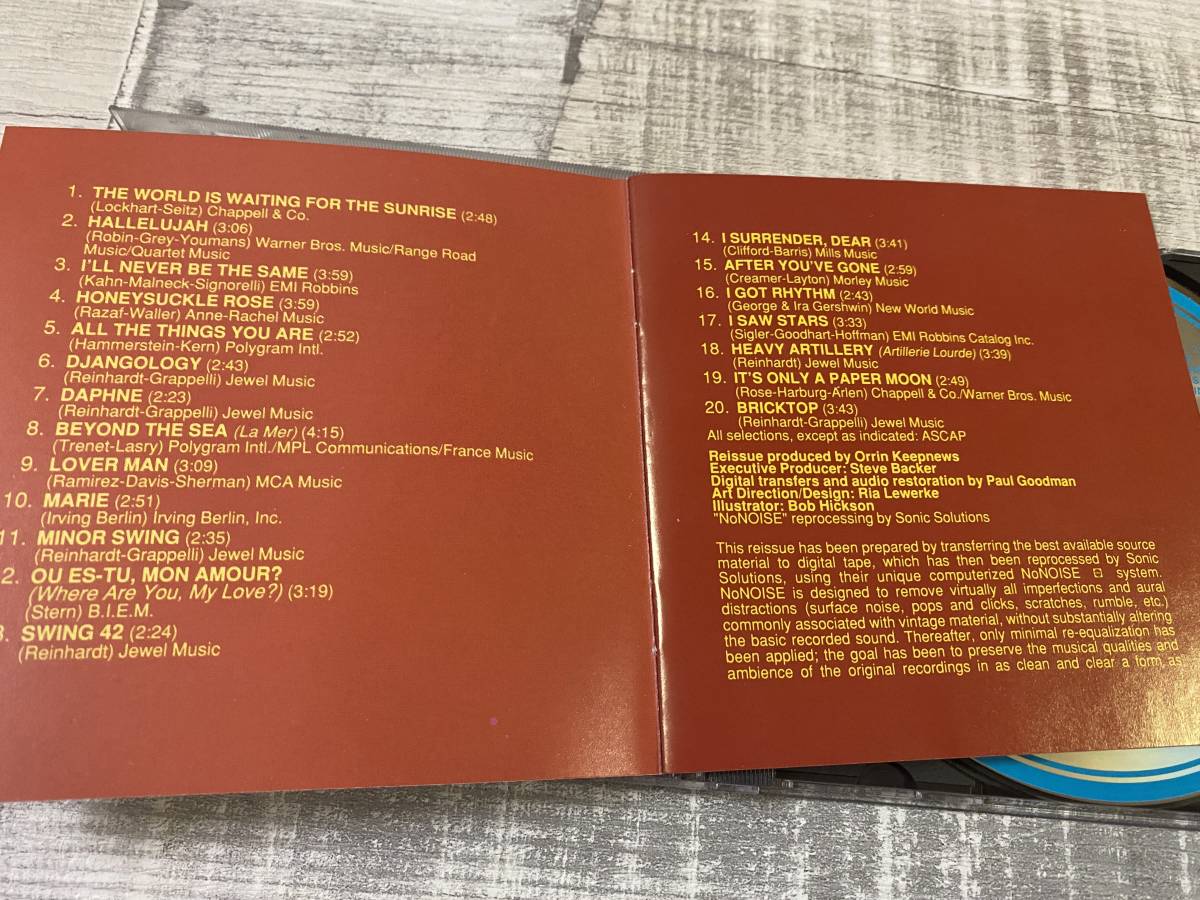 1. THE WORLD IS WAITING FOR THE SUNRISE (2:48)
(Lockhart-Seitz) Chappell & Co.
2. HALLELUJAH (3:06)
(Robin-Grey-Youmans) Warner Bros. Music/Range Road
Music/Quartet Music
3. I'LL NEVER BE THE SAME (3:59)
(Kahn-Malneck-Signorelli) EMI Robbins
4. HONEYSUCKLE ROSE (3:59)
(Razaf-Waller) Anne-Rachel Music
5. ALL THE THINGS YOU ARE (2:52)
(Hammerstein-Kern) Polygram Intl.
6. DJANGOLOGY (2:43)
(Reinhardt-Grappelli) Jewel Music
7. DAPHNE (2:23)
(Reinhardt-Grappelli) Jewel Music
8. BEYOND THE SEA (La Mer) (4:15)
(Trenet-Lasry) Polygram Intl./MPL Communications/France Music
9. LOVER MAN (3:09)
(Ramirez-Davis-Sherman) MCA Music
10. MARIE (2:51)
(Irving Berlin) Irving Berlin, Inc.
11. MINOR SWING (2:35)
(Reinhardt-Grappelli) Jewel Music
2. OU ES-TU, MON AMOUR?
(Where Are You, My Love?) (3:19)
(Stern) B.I.E.M.
3. SWING 42 (2:24)
(Reinhardt) Jewel Music
14. I SURRENDER, DEAR (3:41)
(Clifford-Barris) Mills Music
15. AFTER YOU'VE GONE (2:59)
(Creamer-Layton) Morley Music
16. I GOT RHYTHM (2:43)
(George & Ira Gershwin) New World Music
17. I SAW STARS (3:33)
(Sigler-Goodhart-Hoffman) EMI Robbins Catalog Inc.
18. HEAVY ARTILLERY (Artillerie Lourde) (3:39)
(Reinhardt) Jewel Music
19. IT'S ONLY A PAPER MOON (2:49)
(Rose-Harburg-Arlen) Chappell & Co./Warner Bros. Music
20. BRICKTOP (3:43)
(Reinhardt-Grappelli) Jewel Music
All selections, except as indicated: ASCAP
Reissue produced by Orrin Keepnews
Executive Producer: Steve Backer
Digital transfers and audio restoration by Paul Goodman
Art Direction/Design: Ria Lewerke
Illustrator: Bob Hickson
"NoNOISE" reprocessing by Sonic Solutions
This reissue has been prepared by transferring the best available source
material to digital tape, which has then been reprocessed by Sonic
Solutions, using their unique computerized NoNOISE system.
NoNOISE is designed to remove virtually all imperfections and aural
distractions (surface noise, pops and clicks, scratches, rumble, etc.)
commonly associated with vintage material, without substantially altering
the basic recorded sound. Thereafter, only minimal re-equalization has
been applied; the goal has been to preserve the musical qualities and
ambience of the original recordings in as clean and clear a form as